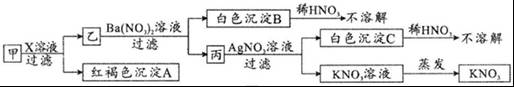 甲 X溶液 过滤 乙 Ba(NO₃)₂溶液 过滤 白色沉淀B 稀HNO₃ 不溶解
红褐色沉淀A
丙 AgNO₃溶液 过滤 白色沉淀C 稀HNO₃ 不溶解
KNO₃溶液 蒸发 KNO₃